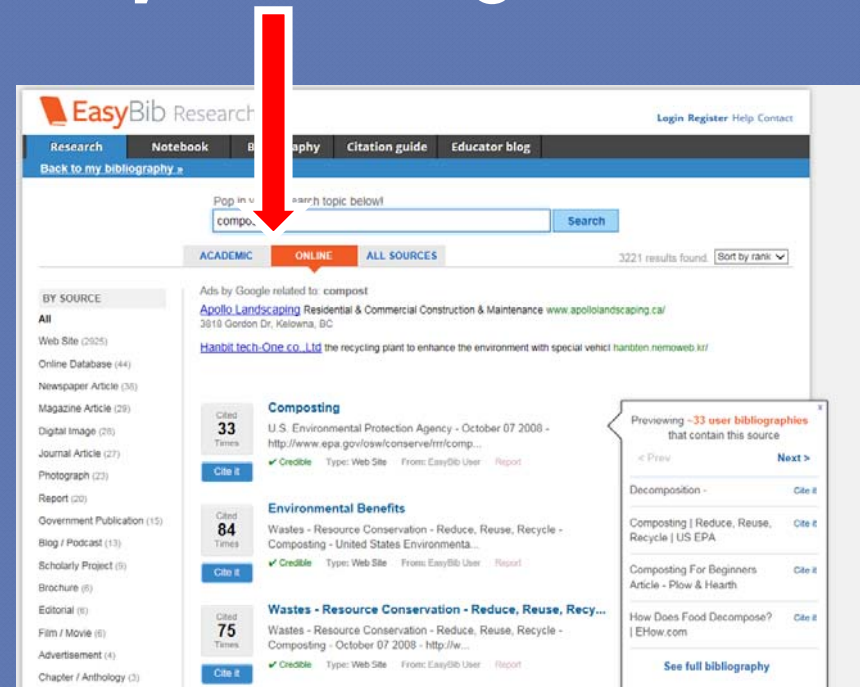 EasyBib Research
Login Register Help Contact
Research Notebook Citation guide Educator blog
Back to my bibliography »
Pop in topic below!
Search
ACADEMIC ONLINE ALL SOURCES
3221 results found. Sort by rank
BY SOURCE
All
Web Site (2925)
Online Database (44)
Newspaper Article (38)
Magazine Article (29)
Digital Image (28)
Journal Article (27)
Photograph (23)
Report (20)
Government Publication (15)
Blog / Podcast (13)
Scholarly Project (9)
Brochure (6)
Editorial (6)
Film / Movie (6)
Advertisement (4)
Chapter / Anthology (3)
Ads by Google related to: compost
Apollo Landscaping Residential & Commercial Construction & Maintenance www.apollolandscaping.ca/
3818 Gordon Dr, Kelowna, BC
Hanbit tech-One co.,Ltd the recycling plant to enhance the environment with special vehicl hanbten.nemoweb.kr/
Cited
33
Times
Cite it
Composting
U.S. Environmental Protection Agency - October 07 2008 -
http://www.epa.gov/osw/conserve/rrr/comp...
✔ Credible Type: Web Site From: EasyBib User Report
Cited
84
Times
Cite it
Environmental Benefits
Wastes - Resource Conservation - Reduce, Reuse, Recycle -
Composting - United States Environmenta...
✔ Credible Type: Web Site From: EasyBib User Report
Cited
75
Times
Cite it
Wastes - Resource Conservation - Reduce, Reuse, Recy...
Wastes - Resource Conservation - Reduce, Reuse, Recycle -
Composting - October 07 2008 - http://w...
✔ Credible Type: Web Site From: EasyBib User Report
x
Previewing ~33 user bibliographies
that contain this source
< Prev Next >
Decomposition - Cite it
Composting | Reduce, Reuse, Cite it
Recycle | US EPA
Composting For Beginners Cite it
Article - Plow & Hearth
How Does Food Decompose? Cite it
| EHow.com
See full bibliography